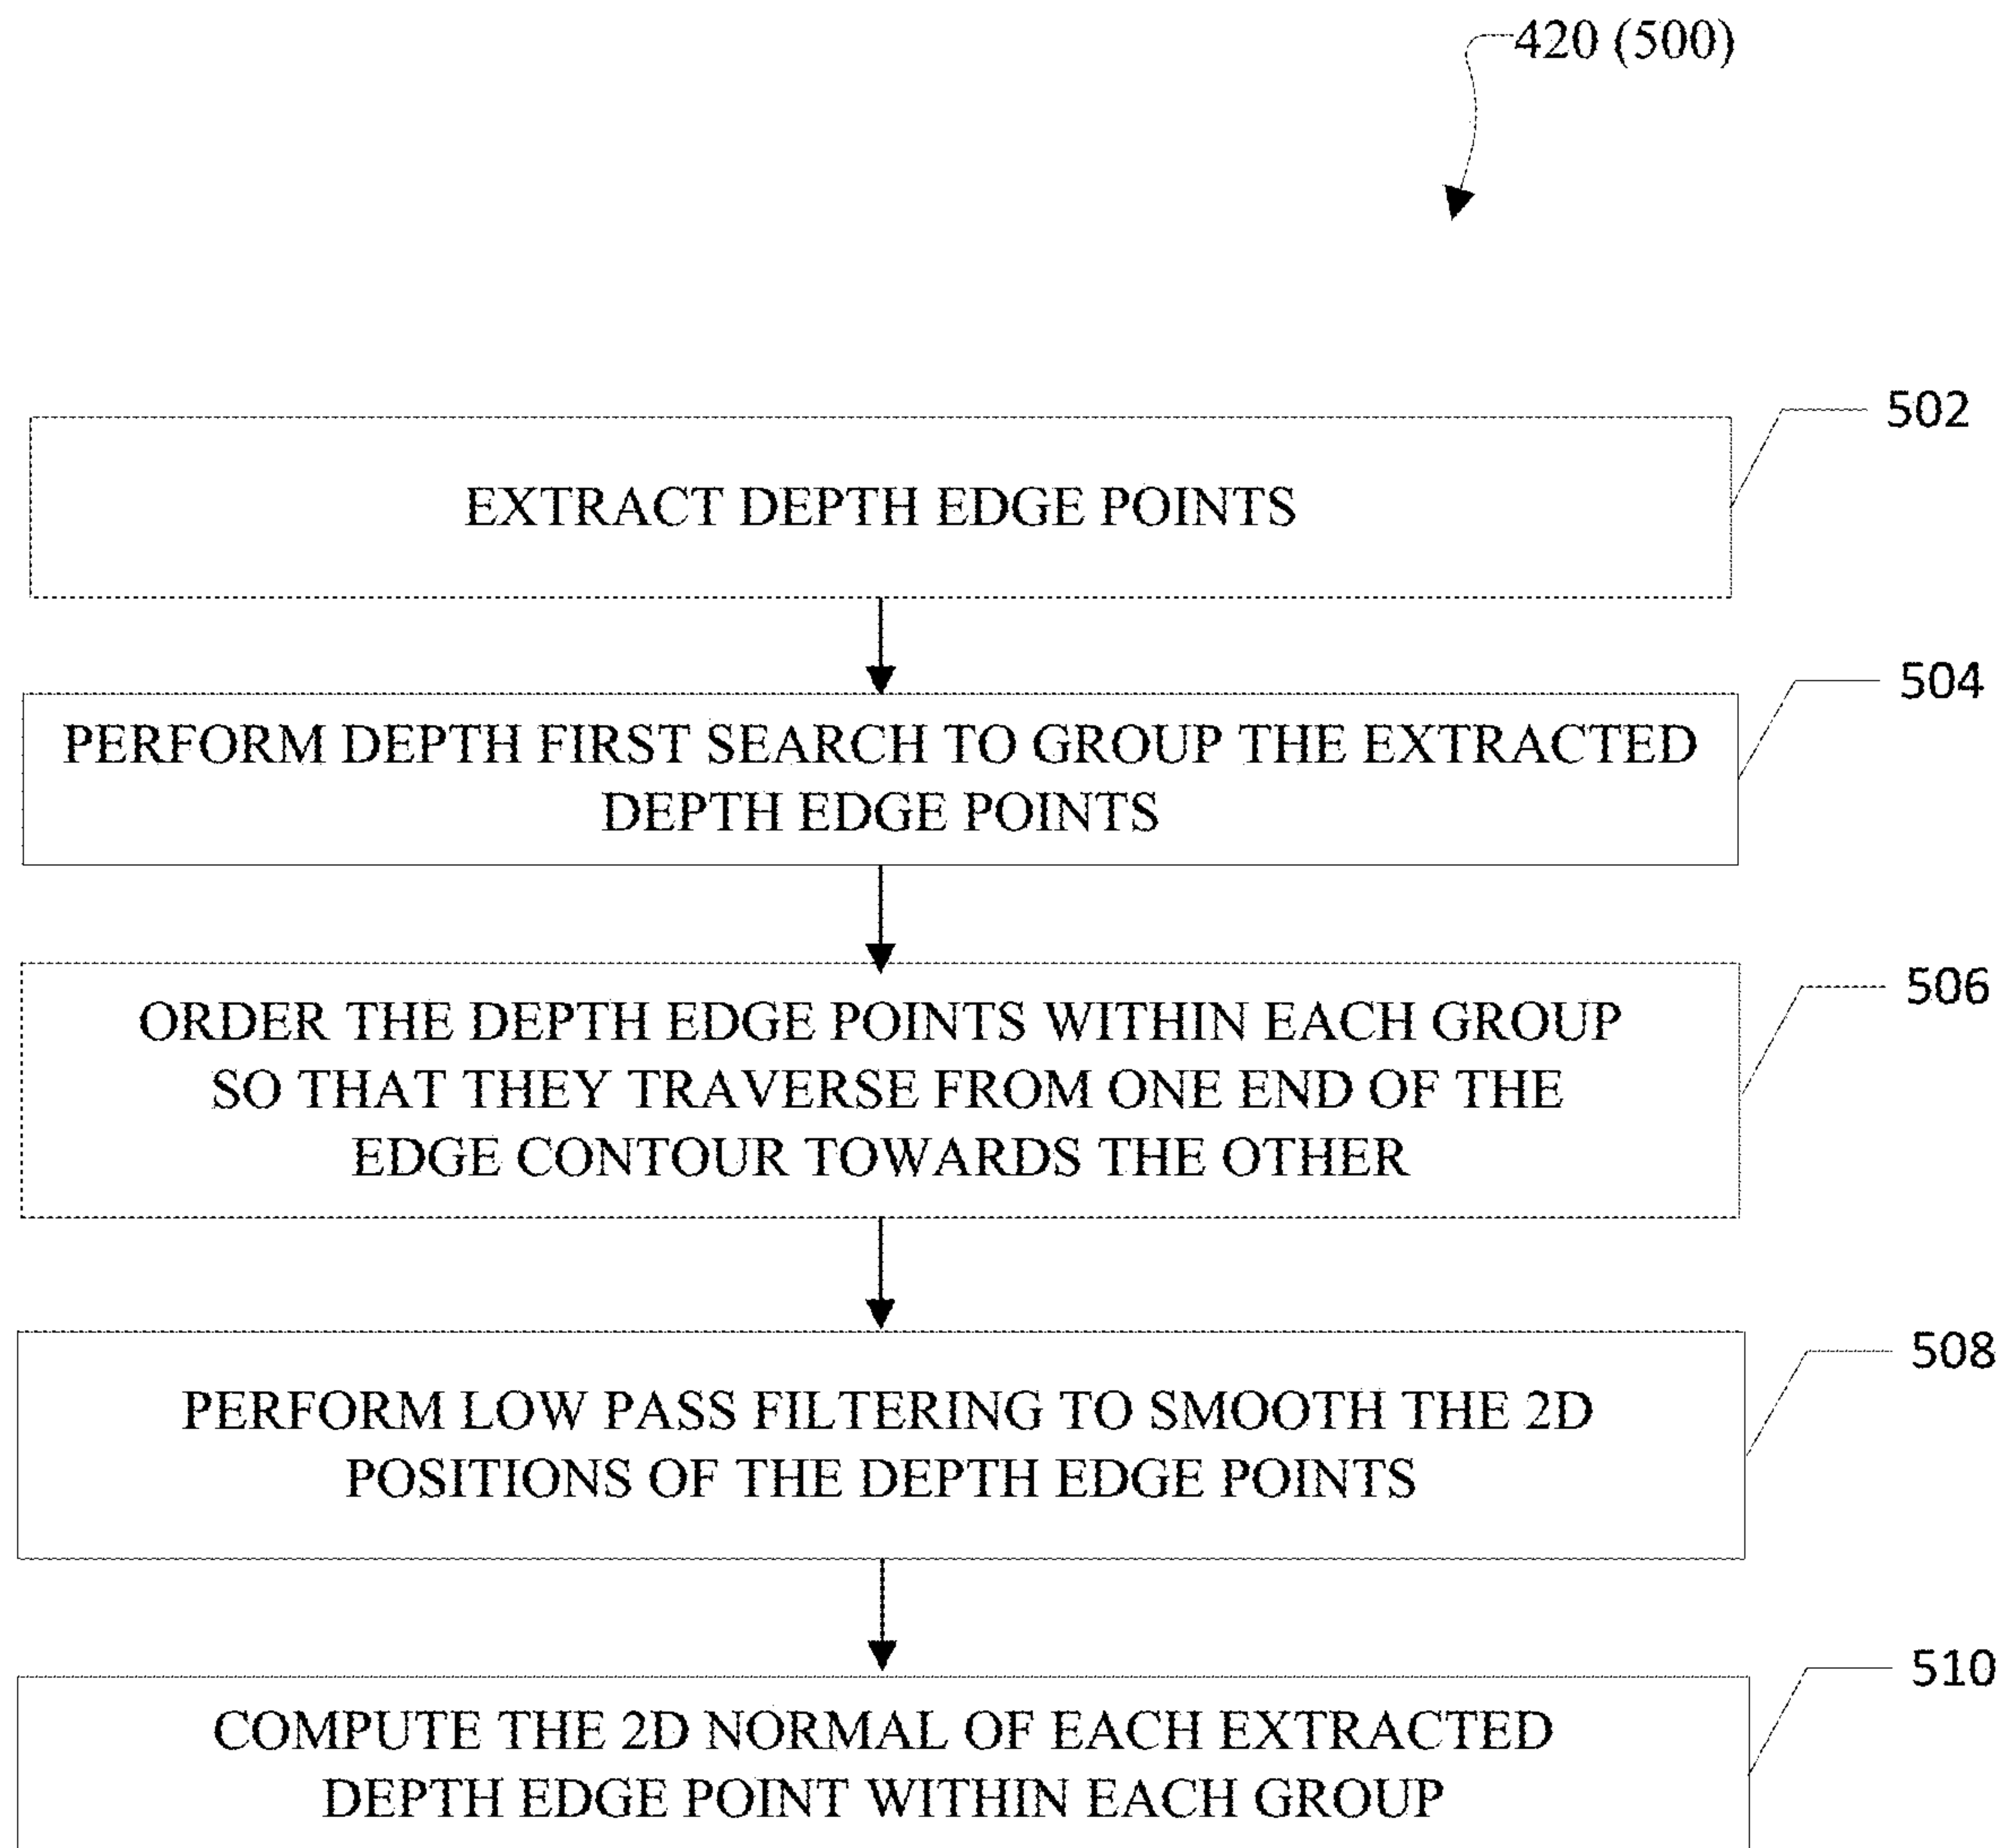 420 (500)
502
EXTRACT DEPTH EDGE POINTS
504
PERFORM DEPTH FIRST SEARCH TO GROUP THE EXTRACTED
DEPTH EDGE POINTS
506
ORDER THE DEPTH EDGE POINTS WITHIN EACH GROUP
SO THAT THEY TRAVERSE FROM ONE END OF THE
EDGE CONTOUR TOWARDS THE OTHER
508
PERFORM LOW PASS FILTERING TO SMOOTH THE 2D
POSITIONS OF THE DEPTH EDGE POINTS
510
COMPUTE THE 2D NORMAL OF EACH EXTRACTED
DEPTH EDGE POINT WITHIN EACH GROUP